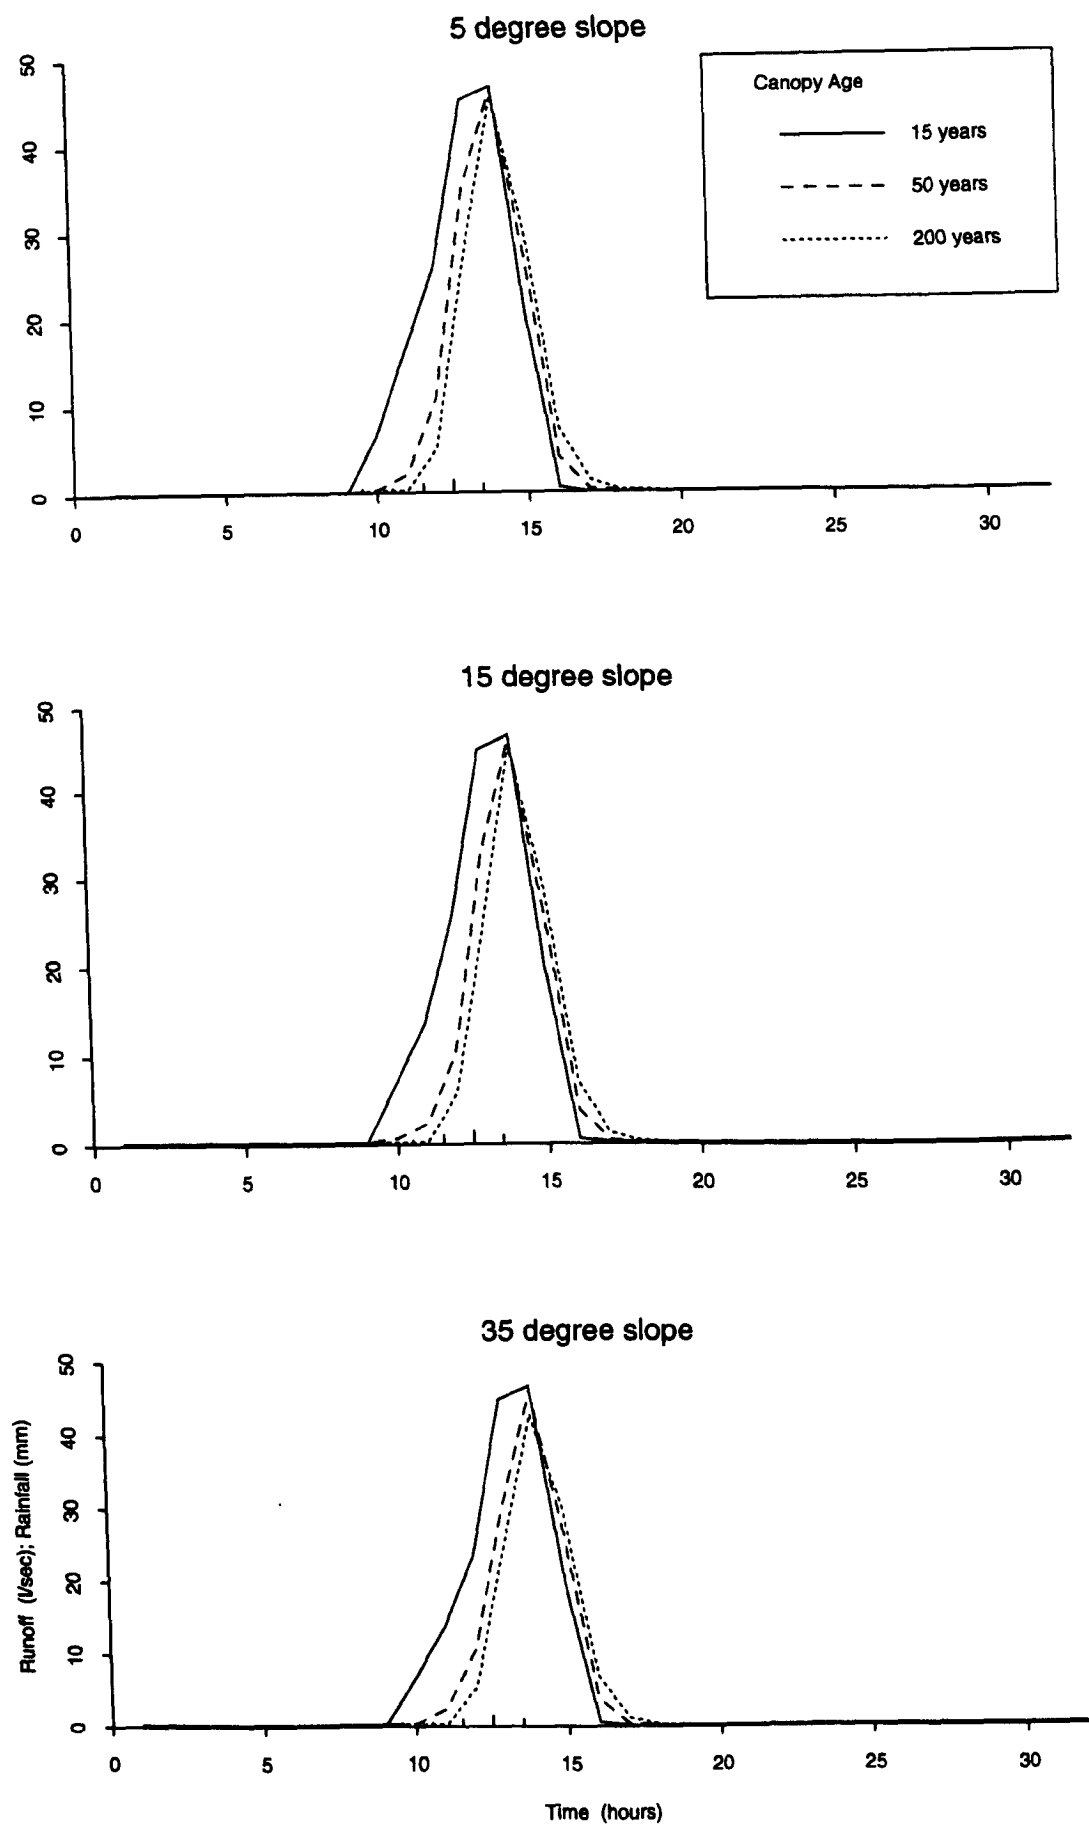 5 degree slope
Canopy Age
15 years
50 years
200 years
50
40
30
20
10
0
0 5 10 15 20 25 30
15 degree slope
50
40
30
20
10
0
0 5 10 15 20 25 30
35 degree slope
50
40
30
20
10
0
Runoff (l/sec); Rainfall (mm)
0 5 10 15 20 25 30
Time (hours)